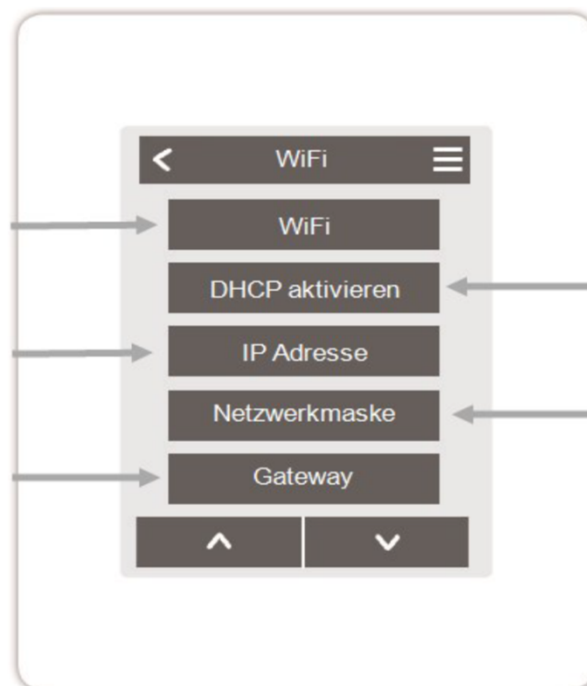 WiFi
WiFi
DHCP aktivieren
IP Adresse
Netzwerkmaske
Gateway